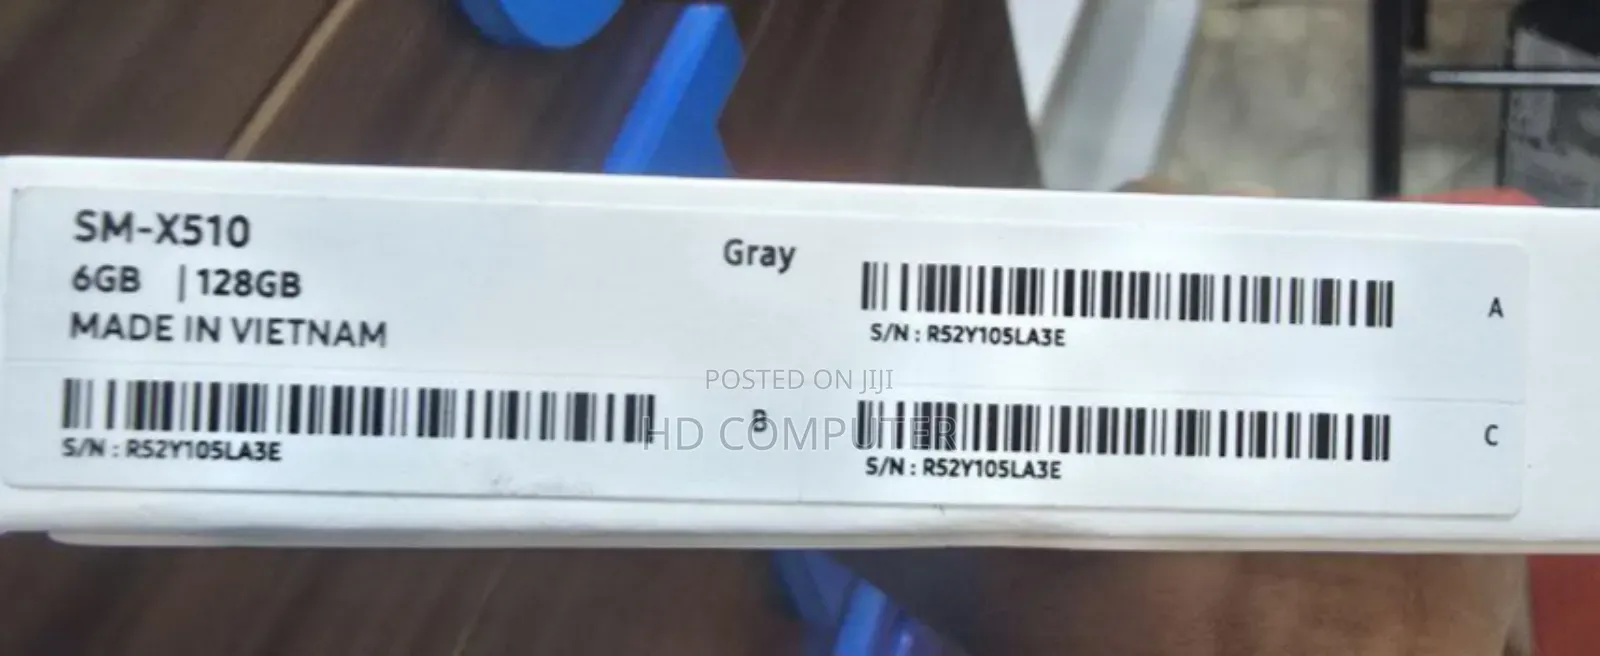 SM-X510
6GB | 128GB
MADE IN VIETNAM
Gray
S/N : R52Y105LA3E
A
S/N : R52Y105LA3E
B
S/N : R52Y105LA3E
C
POSTED ON JIJI
HD COMPUTER